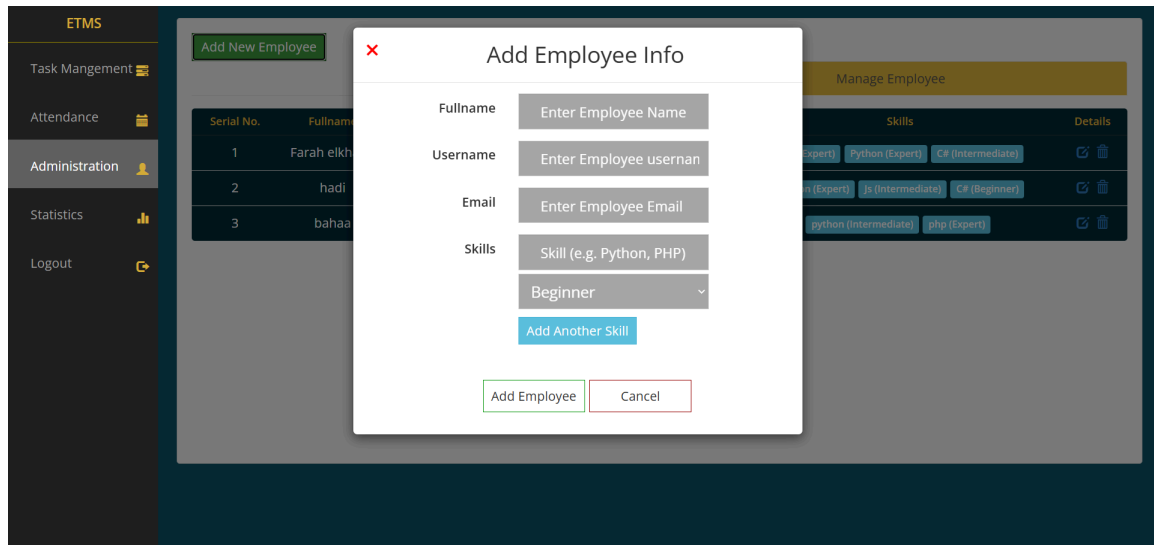 ETMS
Task Mangement
Attendance
Administration
Statistics
Logout
Add New Employee
Manage Employee
Serial No. Fullname Skills Details
1 Farah elkh Expert) Python (Expert) C# (Intermediate)
2 hadi (Expert) Js (Intermediate) C# (Beginner)
3 bahaa python (Intermediate) php (Expert)
Add Employee Info
Fullname Enter Employee Name
Username Enter Employee usernan
Email Enter Employee Email
Skills Skill (e.g. Python, PHP)
Beginner
Add Another Skill
Add Employee Cancel